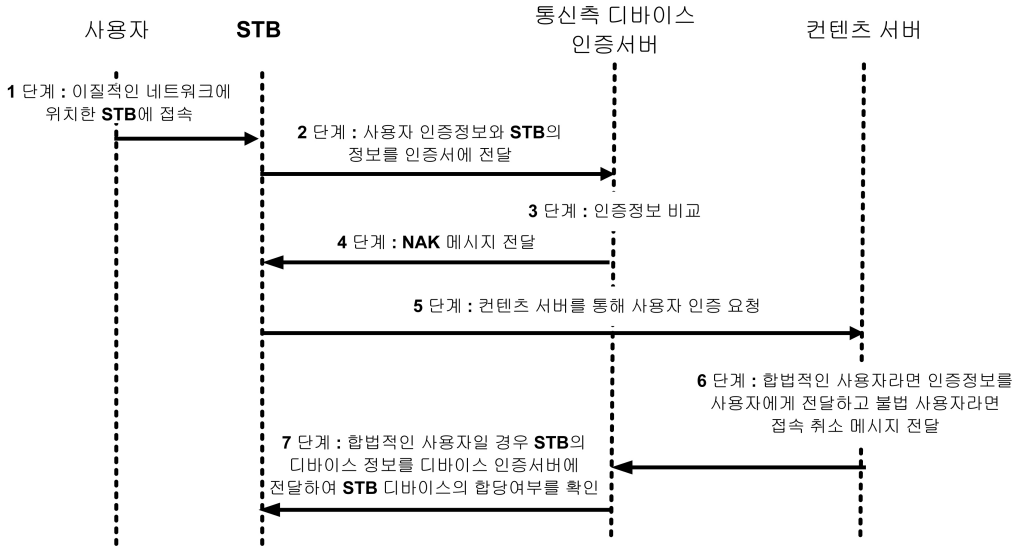 사용자
STB
통신측 디바이스
인증서버
컨텐츠 서버
1 단계 : 이질적인 네트워크에
위치한 STB에 접속
2 단계 : 사용자 인증정보와 STB의
정보를 인증서에 전달
3 단계 : 인증정보 비교
4 단계 : NAK 메시지 전달
5 단계 : 컨텐츠 서버를 통해 사용자 인증 요청
6 단계 : 합법적인 사용자라면 인증정보를
사용자에게 전달하고 불법 사용자라면
접속 취소 메시지 전달
7 단계 : 합법적인 사용자일 경우 STB의
디바이스 정보를 디바이스 인증서버에
전달하여 STB 디바이스의 합당여부를 확인